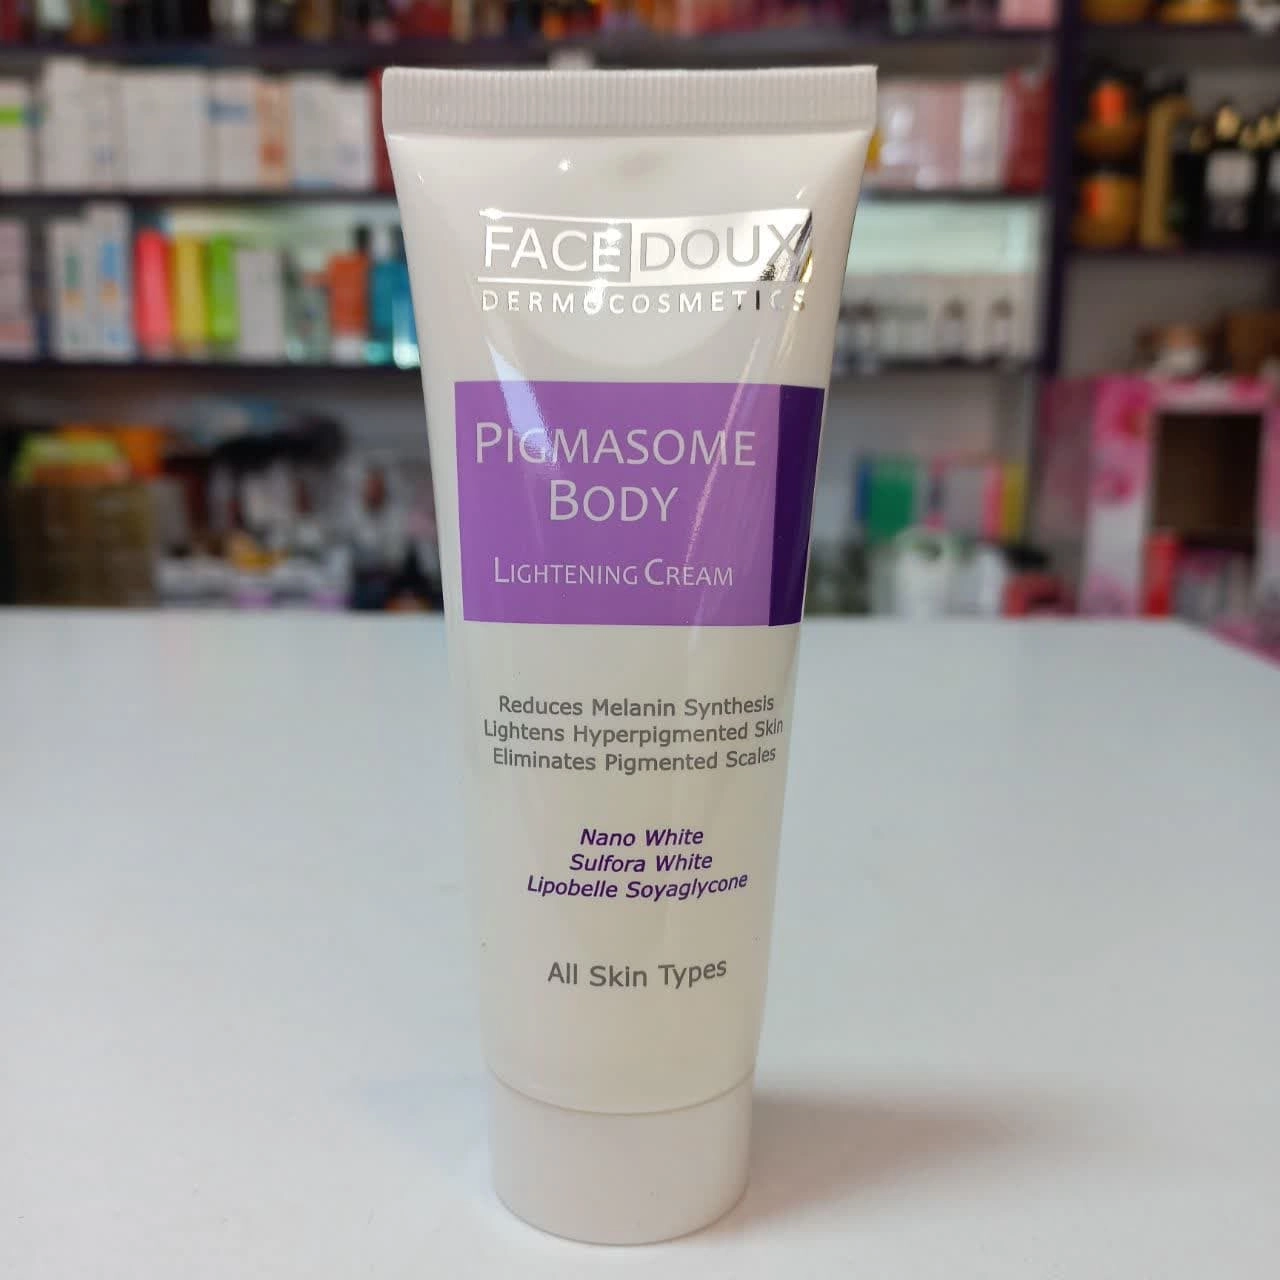 FACE DOUX
DERMOCOSMETICS
PIGMASOME
BODY
LIGHTENING CREAM
Reduces Melanin Synthesis
Lightens Hyperpigmented Skin
Eliminates Pigmented Scales
Nano White
Sulfora White
Lipobelle Soyaglycone
All Skin Types